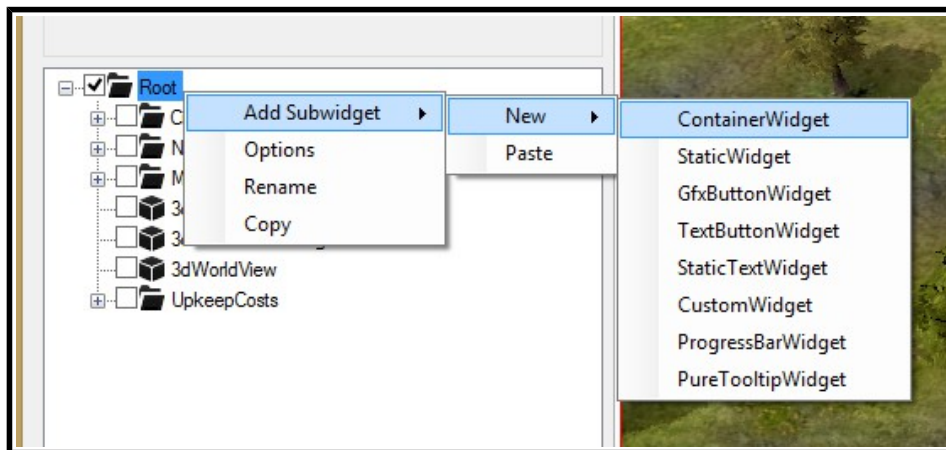 Root
Add Subwidget
Options
Rename
Copy
New
Paste
ContainerWidget
StaticWidget
GfxButtonWidget
TextButtonWidget
StaticTextWidget
CustomWidget
ProgressBarWidget
PureTooltipWidget
3dWorldView
UpkeepCosts